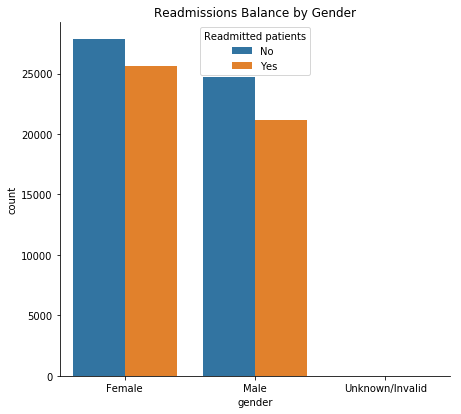 Readmissions Balance by Gender
Readmitted patients
No
Yes
count
25000
20000
15000
10000
5000
0
Female Male Unknown/Invalid
gender